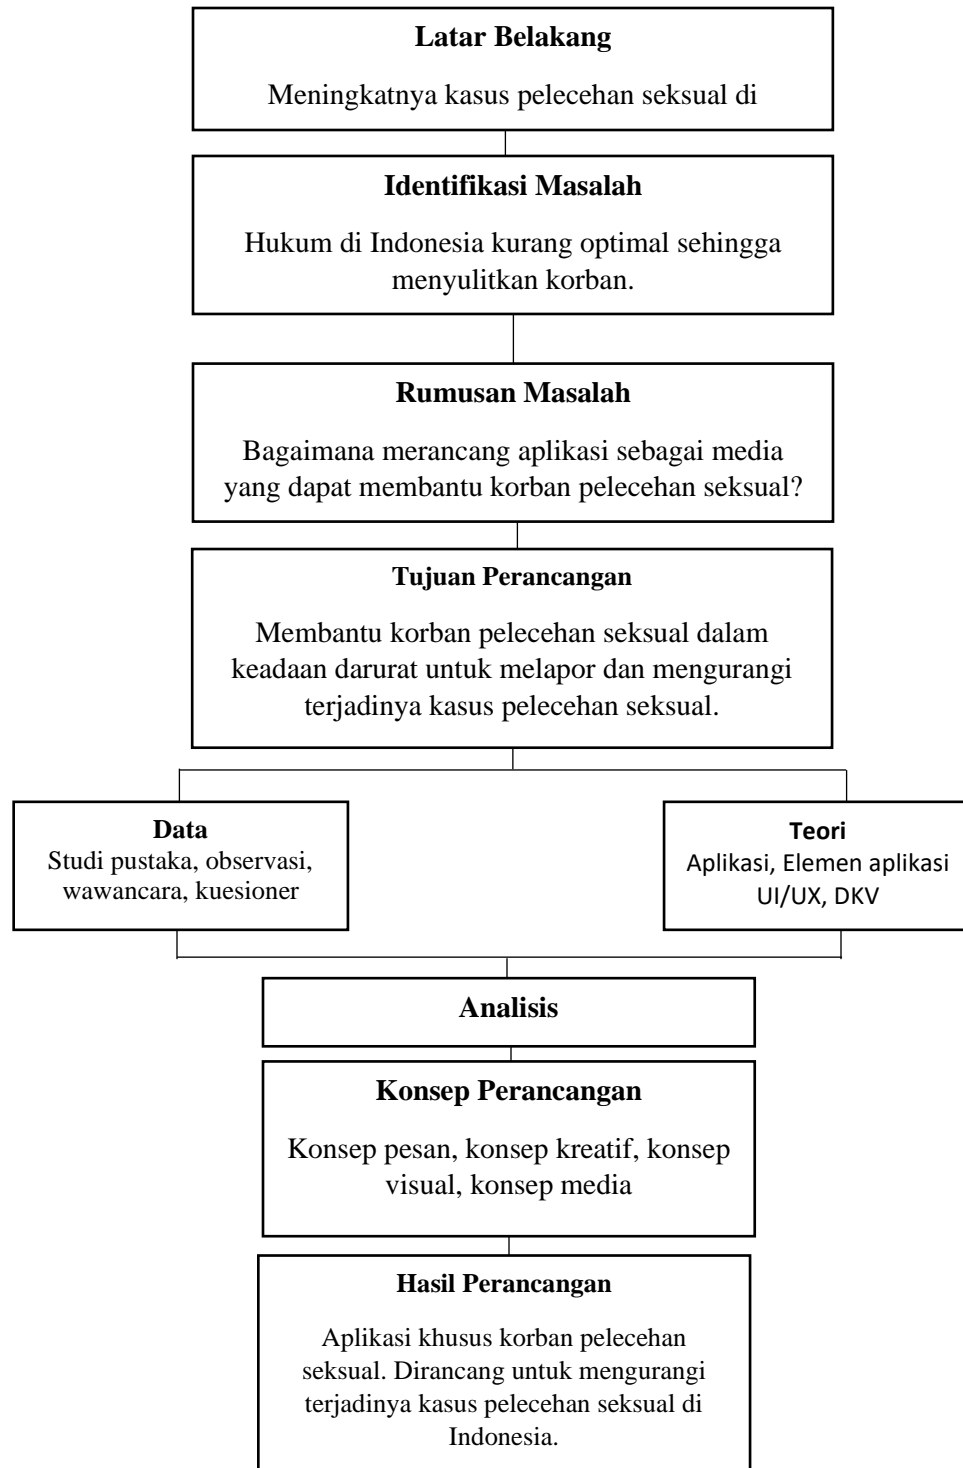 Latar Belakang
Meningkatnya kasus pelecehan seksual di
Identifikasi Masalah
Hukum di Indonesia kurang optimal sehingga
menyulitkan korban.
Rumusan Masalah
Bagaimana merancang aplikasi sebagai media
yang dapat membantu korban pelecehan seksual?
Tujuan Perancangan
Membantu korban pelecehan seksual dalam
keadaan darurat untuk melapor dan mengurangi
terjadinya kasus pelecehan seksual.
Data
Studi pustaka, observasi,
wawancara, kuesioner
Teori
Aplikasi, Elemen aplikasi
UI/UX, DKV
Analisis
Konsep Perancangan
Konsep pesan, konsep kreatif, konsep
visual, konsep media
Hasil Perancangan
Aplikasi khusus korban pelecehan
seksual. Dirancang untuk mengurangi
terjadinya kasus pelecehan seksual di
Indonesia.